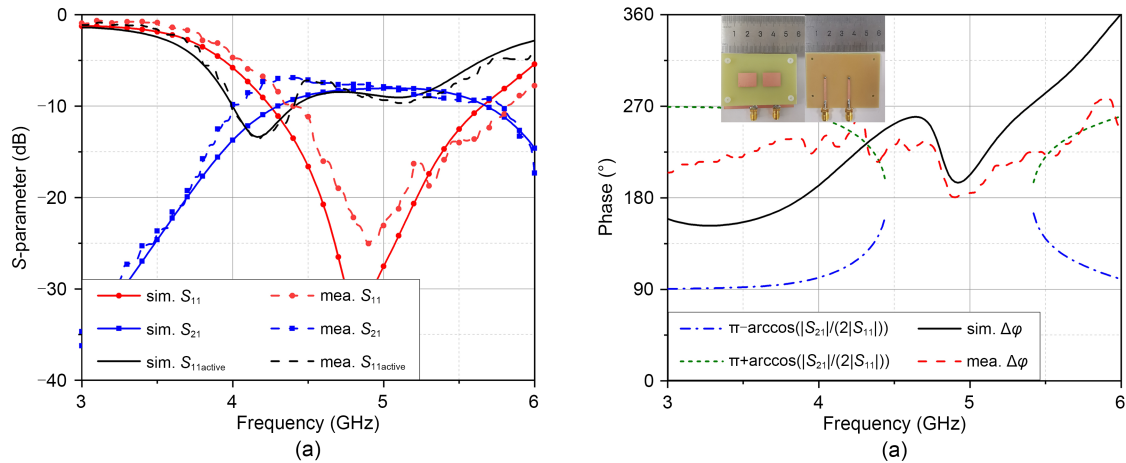 0
−10
−20
−30
−40
S-parameter (dB)
sim. S11
mea. S11
sim. S21
mea. S21
sim. S11active
mea. S11active
3
4
5
6
Frequency (GHz)
(a)
360
270
180
90
0
Phase (°)
1 2 3 4 5 6
1 2 3 4 5 6
π−arccos(|S21|/(2|S11|))
sim. Δφ
π+arccos(|S21|/(2|S11|))
mea. Δφ
3
4
5
6
Frequency (GHz)
(a)